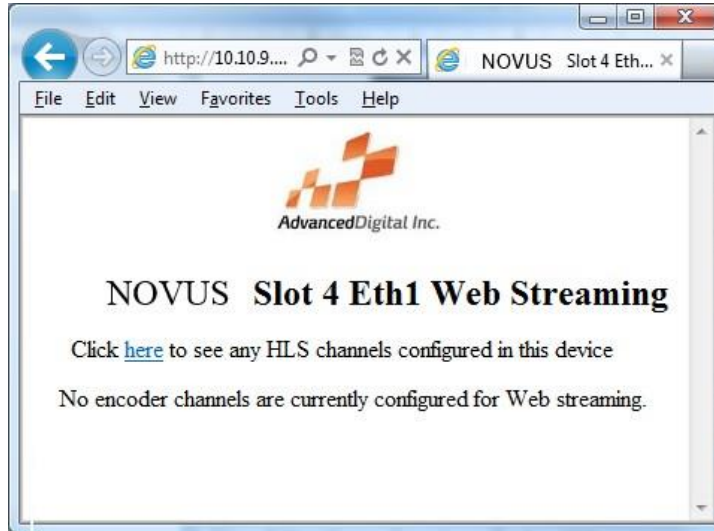 http://10.10.9....
NOVUS Slot 4 Eth...
File Edit View Favorites Tools Help
AdvancedDigital Inc.
NOVUS Slot 4 Eth1 Web Streaming
Click here to see any HLS channels configured in this device
No encoder channels are currently configured for Web streaming.